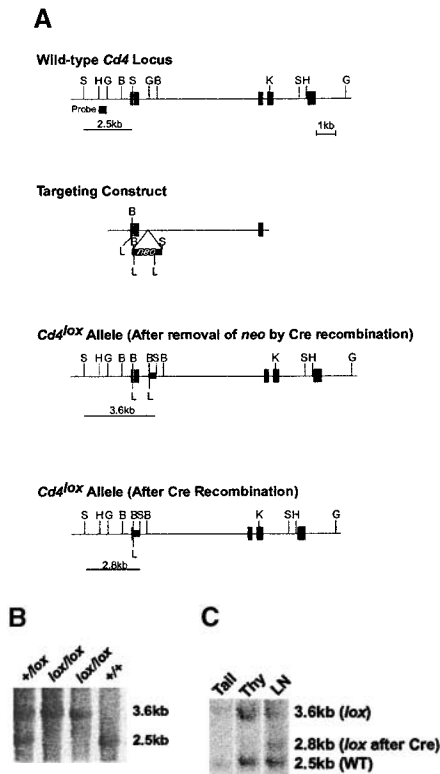 A
Wild-type Cd4 Locus
S H G B S G B K S H G
Probe
2.5kb
1kb
Targeting Construct
B
L B S
neo
L L
Cd4lox Allele (After removal of neo by Cre recombination)
S H G B B B S B K S H G
L L
3.6kb
Cd4lox Allele (After Cre Recombination)
S H G B B S B K S H G
L
2.8kb
B
+/lox lox/lox lox/lox +/+
3.6kb
2.5kb
C
Tail Thy LN
3.6kb (lox)
2.8kb (lox after Cre)
2.5kb (WT)